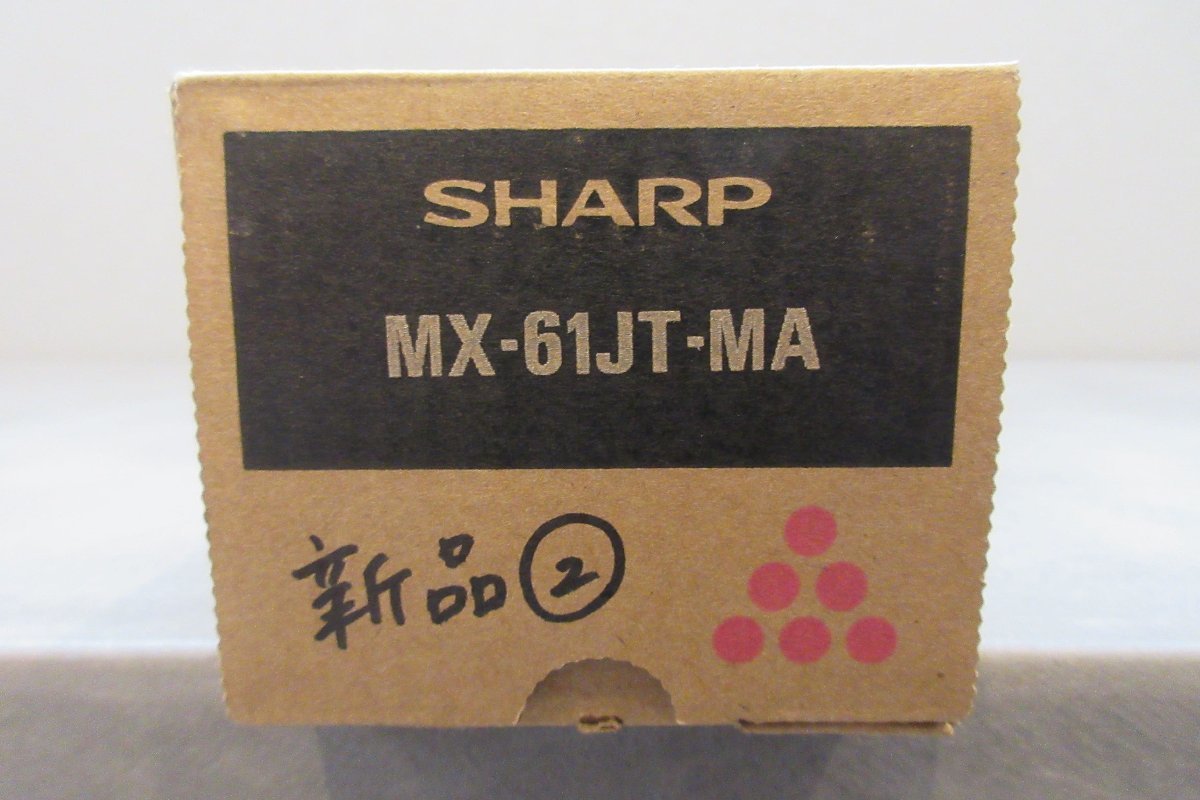 SHARP
MX-61JT-MA
新品②